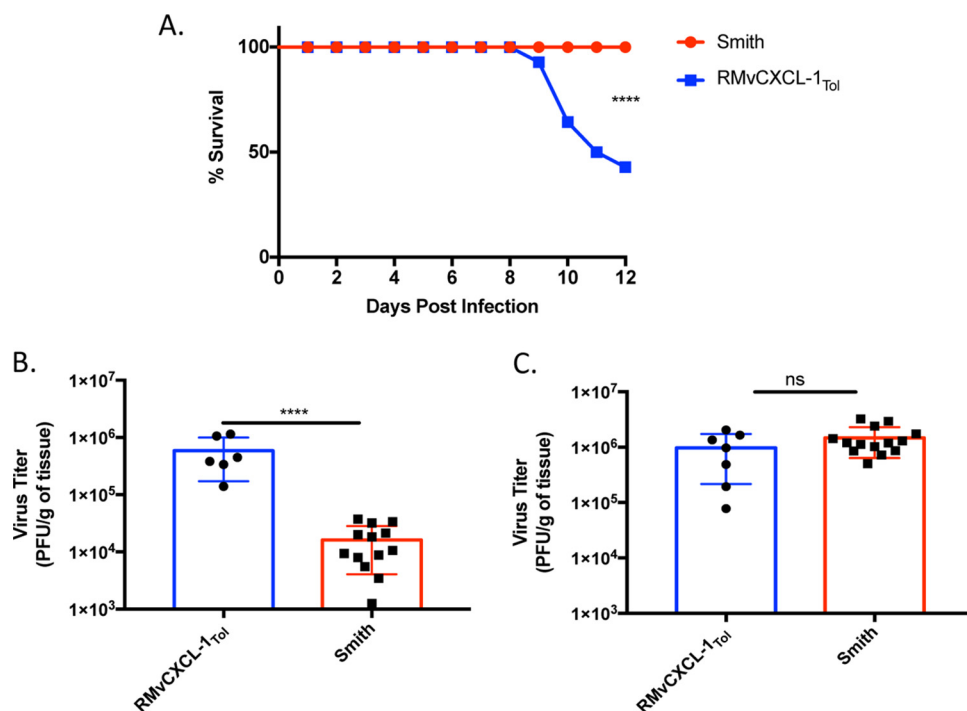 A.
% Survival
100
50
0
0 2 4 6 8 10 12
Days Post Infection
****
Smith
RMvCXCL-1Tol
B.
Virus Titer
(PFU/g of tissue)
1×10⁷
1×10⁶
1×10⁵
1×10⁴
1×10³
****
RMvCXCL-1Tol
Smith
C.
Virus Titer
(PFU/g of tissue)
1×10⁷
1×10⁶
1×10⁵
1×10⁴
1×10³
ns
RMvCXCL-1Tol
Smith